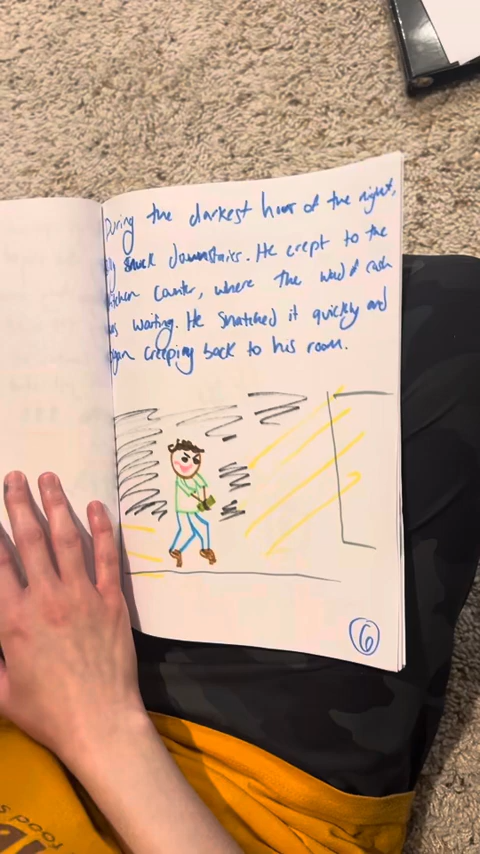 During the darkest hour of the night,
snuck downstairs. He crept to the
kitchen counter, where the wad of cash
was waiting. He snatched it quickly and
began creeping back to his room.
6
food